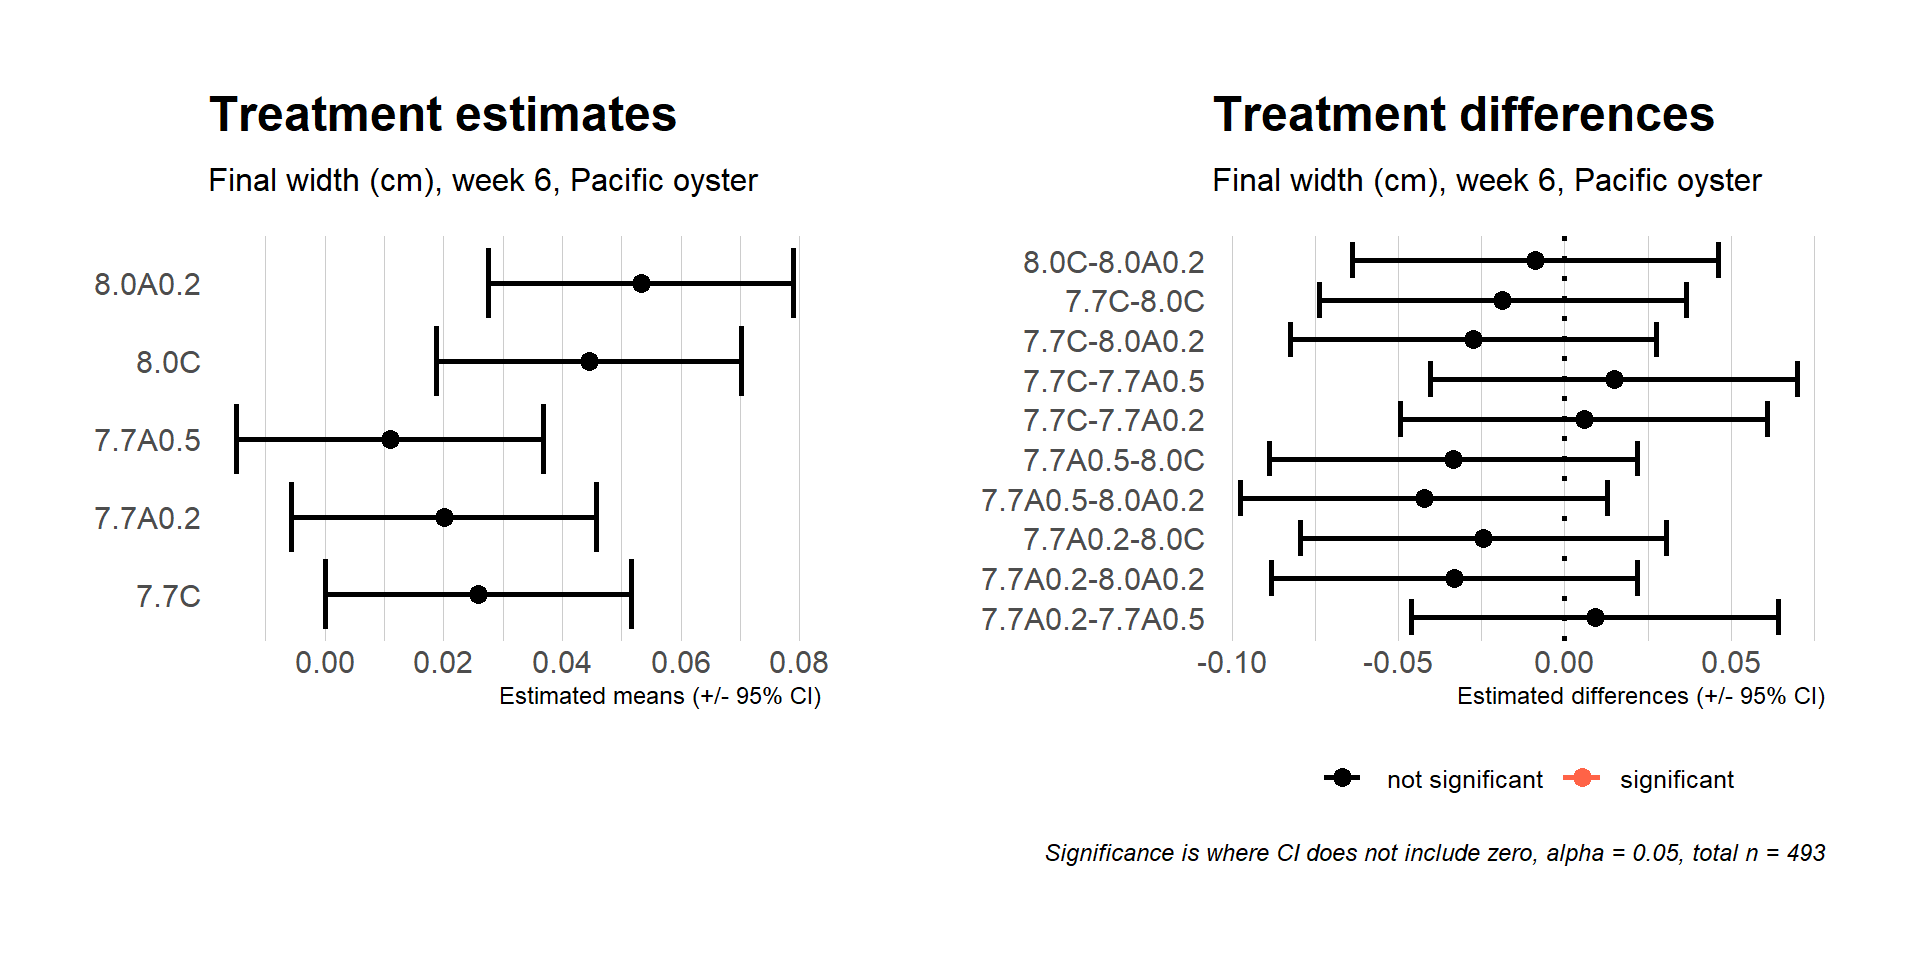 Treatment estimates
Final width (cm), week 6, Pacific oyster
8.0A0.2
8.0C
7.7A0.5
7.7A0.2
7.7C
0.00 0.02 0.04 0.06 0.08
Estimated means (+/- 95% CI)
Treatment differences
Final width (cm), week 6, Pacific oyster
8.0C-8.0A0.2
7.7C-8.0C
7.7C-8.0A0.2
7.7C-7.7A0.5
7.7C-7.7A0.2
7.7A0.5-8.0C
7.7A0.5-8.0A0.2
7.7A0.2-8.0C
7.7A0.2-8.0A0.2
7.7A0.2-7.7A0.5
-0.10 -0.05 0.00 0.05
Estimated differences (+/- 95% CI)
not significant significant
Significance is where CI does not include zero, alpha = 0.05, total n = 493